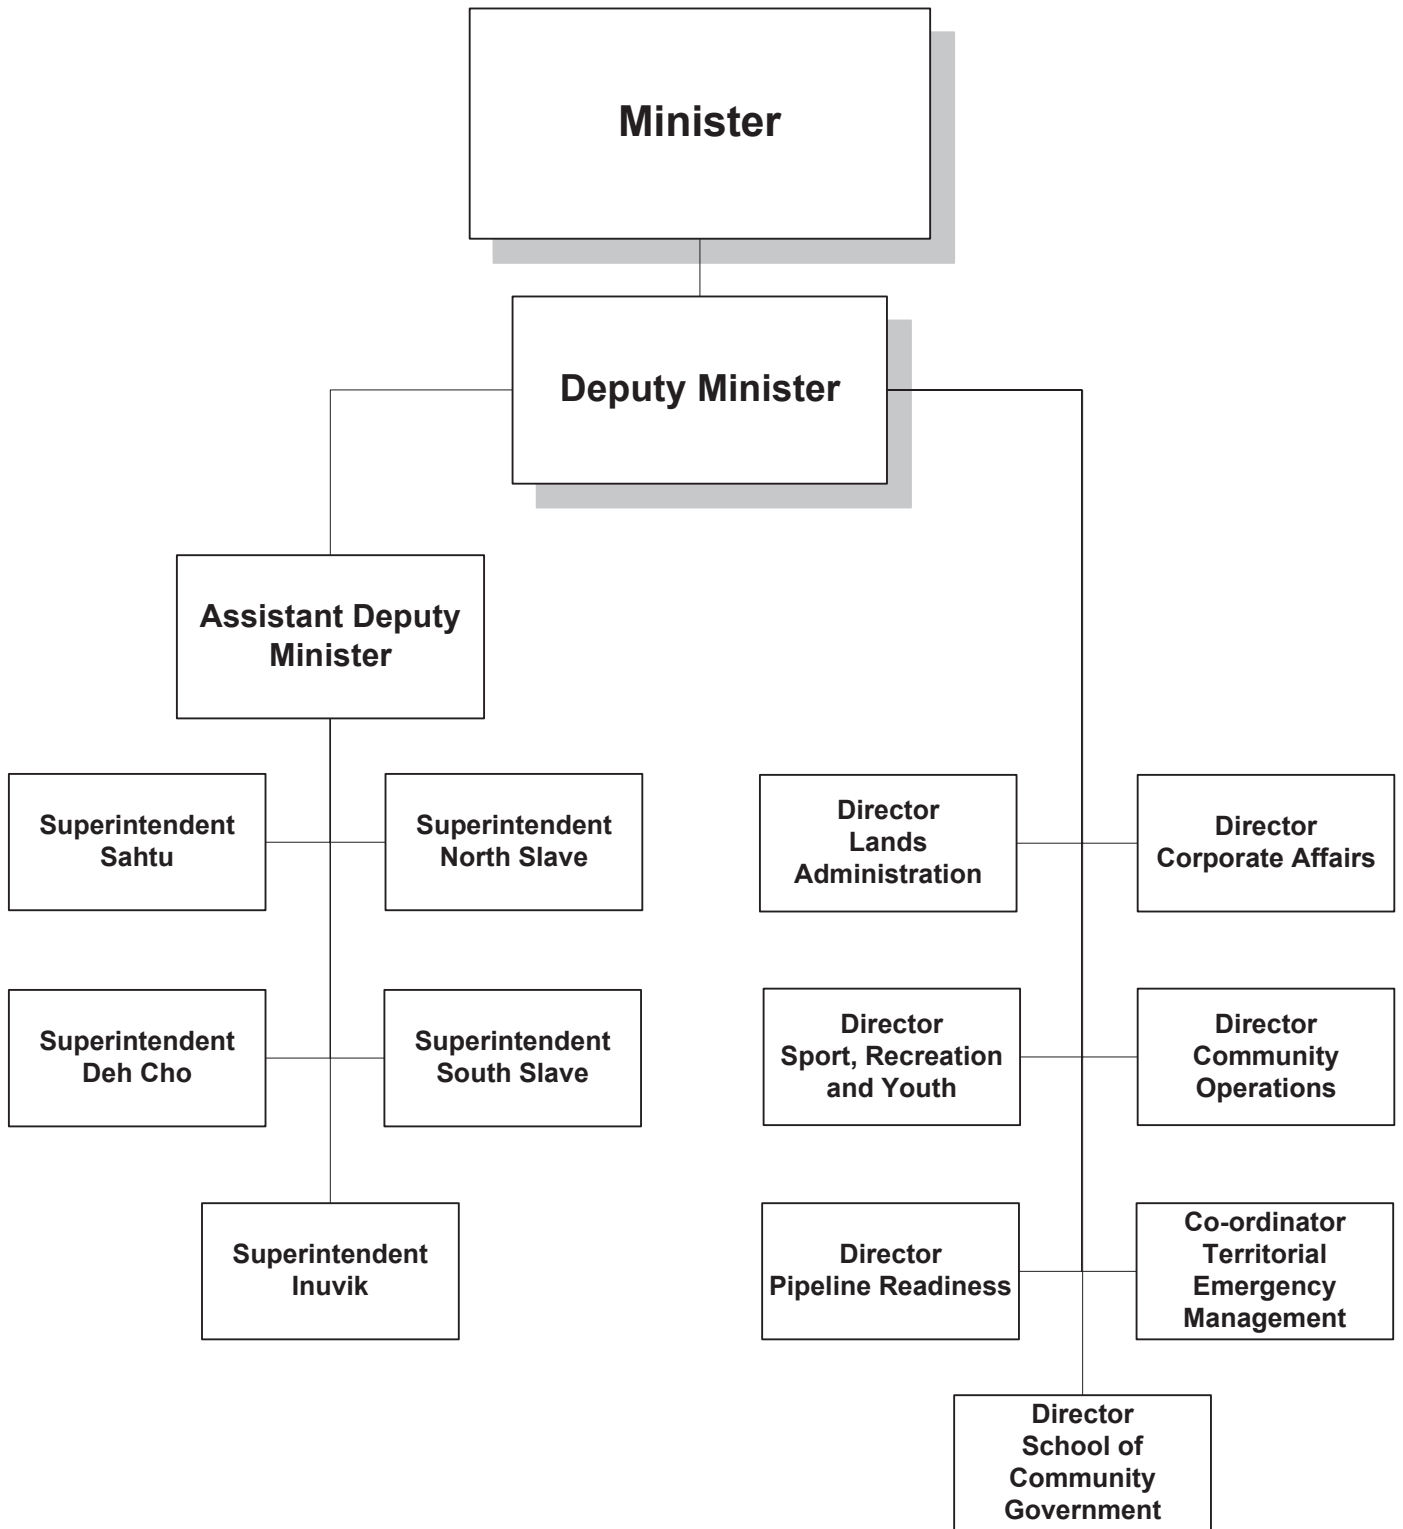 Minister
Deputy Minister
Assistant Deputy
Minister
Superintendent
Sahtu
Superintendent
North Slave
Superintendent
Deh Cho
Superintendent
South Slave
Superintendent
Inuvik
Director
Lands
Administration
Director
Corporate Affairs
Director
Sport, Recreation
and Youth
Director
Community
Operations
Director
Pipeline Readiness
Co-ordinator
Territorial
Emergency
Management
Director
School of
Community
Government